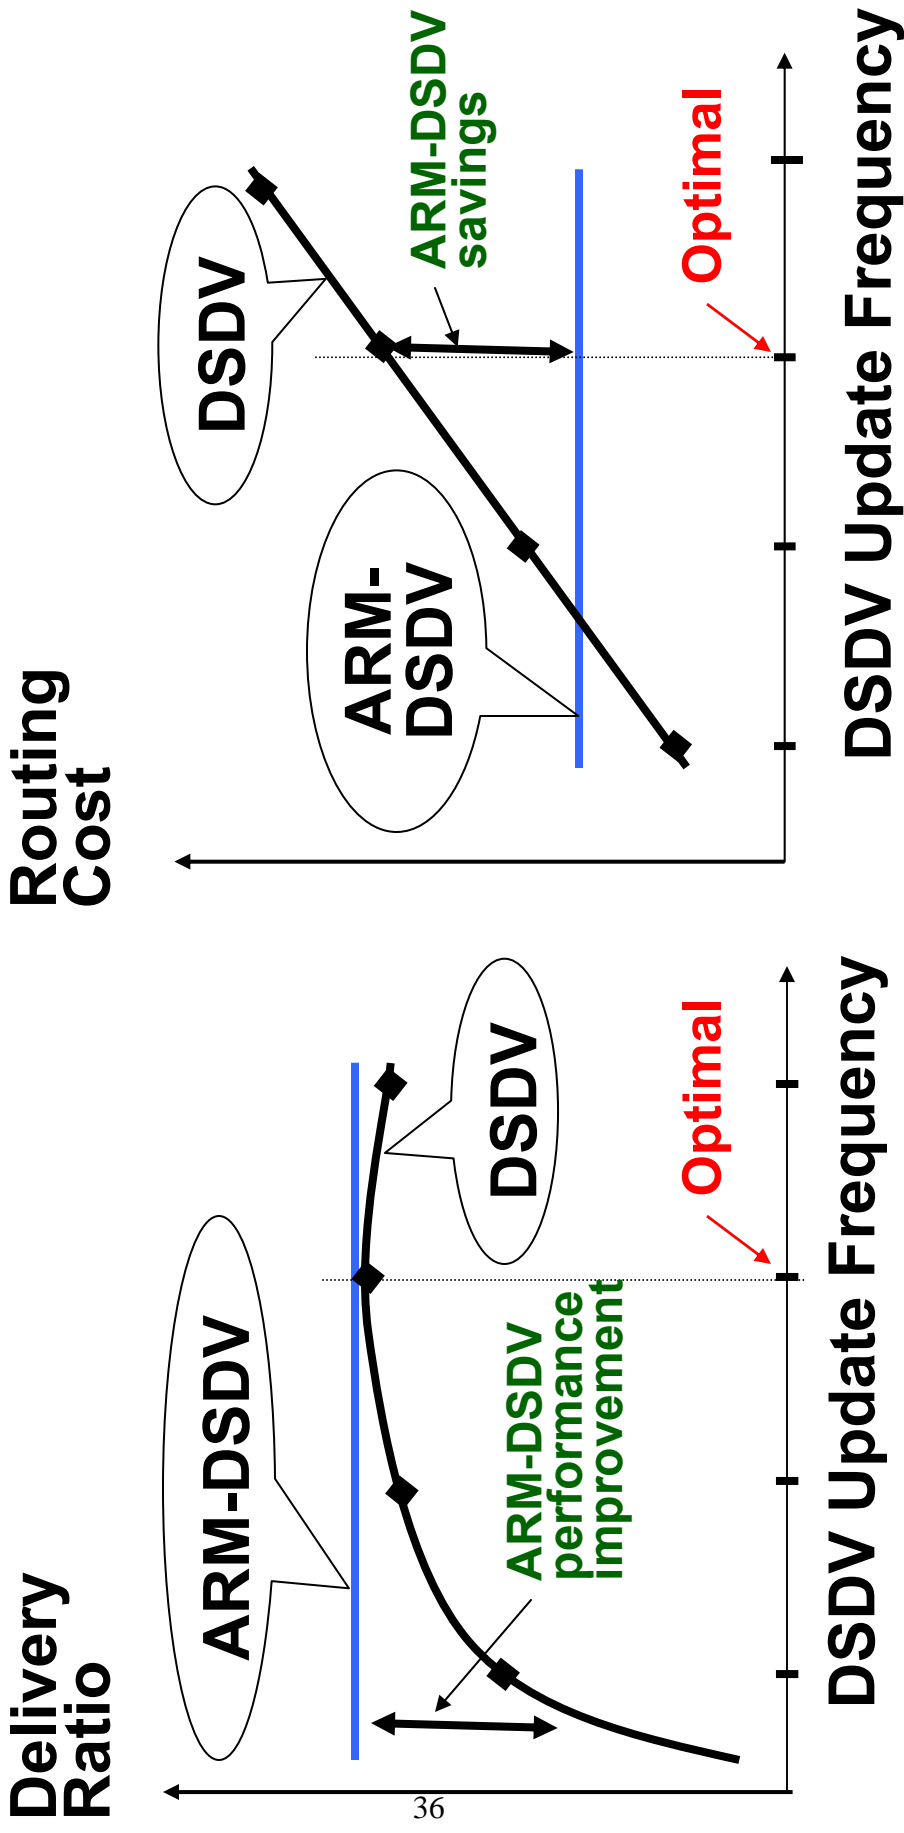 Delivery
Ratio
ARM-DSDV
DSDV
ARM-DSDV
performance
improvement
Optimal
DSDV Update Frequency
Routing
Cost
DSDV
ARM-
DSDV
ARM-DSDV
savings
Optimal
DSDV Update Frequency
36